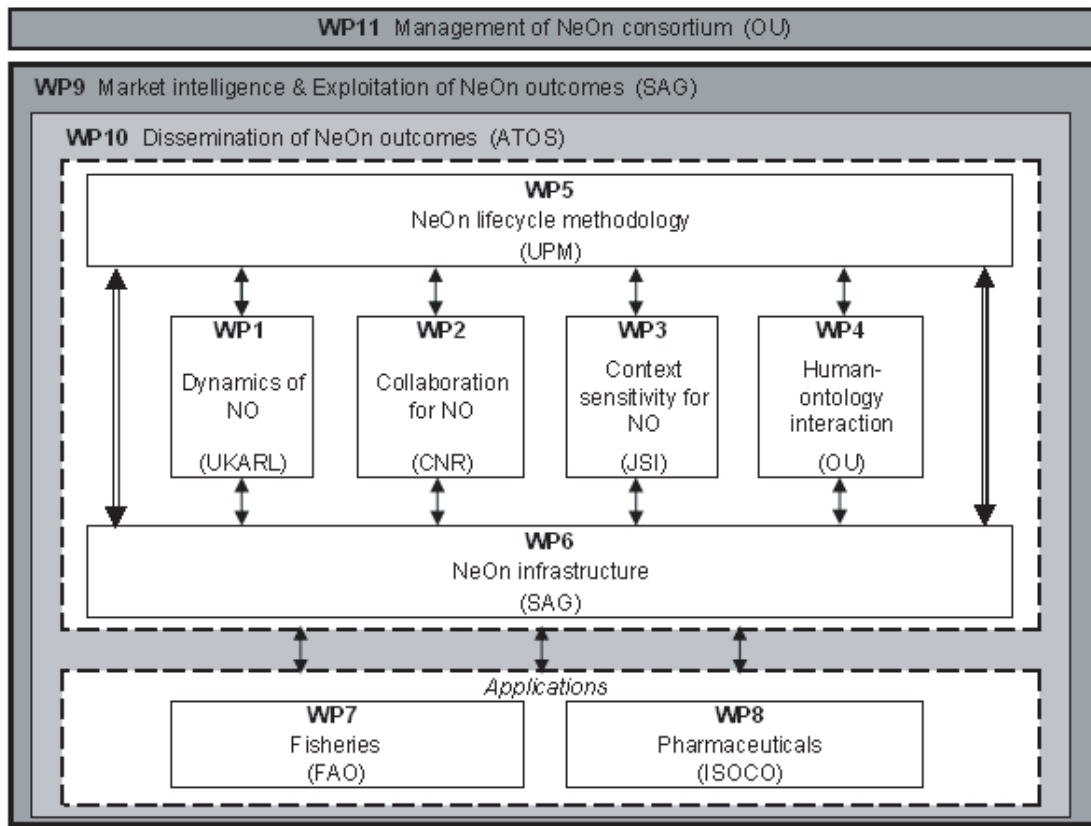 WP11 Management of NeOn consortium (OU)
WP9 Market intelligence & Exploitation of NeOn outcomes (SAG)
WP10 Dissemination of NeOn outcomes (ATOS)
WP5
NeOn lifecycle methodology
(UPM)
WP1
Dynamics of
NO
(UKARL)
WP2
Collaboration
for NO
(CNR)
WP3
Context
sensitivity for
NO
(JSI)
WP4
Human-
ontology
interaction
(OU)
WP6
NeOn infrastructure
(SAG)
Applications
WP7
Fisheries
(FAO)
WP8
Pharmaceuticals
(ISOCO)